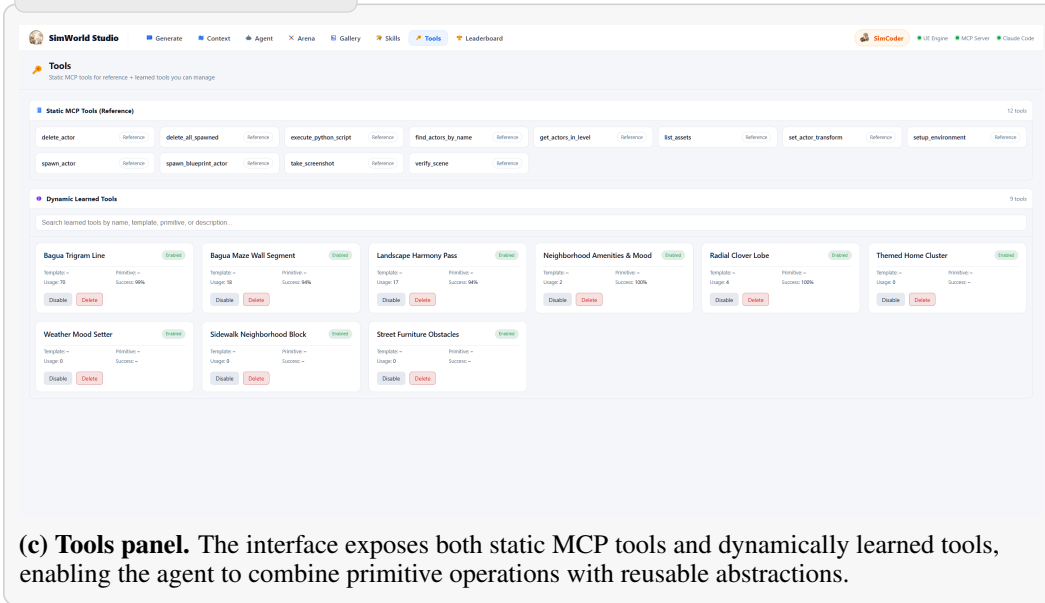 SimWorld Studio Generate Context Agent Arena Gallery Skills Tools Leaderboard SimCoder UE Engine MCP Server Claude Code
Tools
Static MCP tools for reference + learned tools you can manage
Static MCP Tools (Reference) 12 tools
delete_actor Reference delete_all_spawned Reference execute_python_script Reference find_actors_by_name Reference get_actors_in_level Reference list_assets Reference set_actor_transform Reference setup_environment Reference
spawn_actor Reference spawn_blueprint_actor Reference take_screenshot Reference verify_scene Reference
Dynamic Learned Tools 9 tools
Search learned tools by name, template, primitive, or description...
Bagua Trigram Line Enabled Bagua Maze Wall Segment Enabled Landscape Harmony Pass Enabled Neighborhood Amenities & Mood Enabled Radial Clover Lobe Enabled Themed Home Cluster Enabled
Template: – Primitive: – Template: – Primitive: – Template: – Primitive: – Template: – Primitive: – Template: – Primitive: – Template: – Primitive: –
Usage: 70 Success: 99% Usage: 18 Success: 94% Usage: 17 Success: 94% Usage: 2 Success: 100% Usage: 4 Success: 100% Usage: 0 Success: –
Disable Delete Disable Delete Disable Delete Disable Delete Disable Delete Disable Delete
Weather Mood Setter Enabled Sidewalk Neighborhood Block Enabled Street Furniture Obstacles Enabled
Template: – Primitive: – Template: – Primitive: – Template: – Primitive: –
Usage: 0 Success: – Usage: 0 Success: – Usage: 0 Success: –
Disable Delete Disable Delete Disable Delete
(c) Tools panel. The interface exposes both static MCP tools and dynamically learned tools,
enabling the agent to combine primitive operations with reusable abstractions.